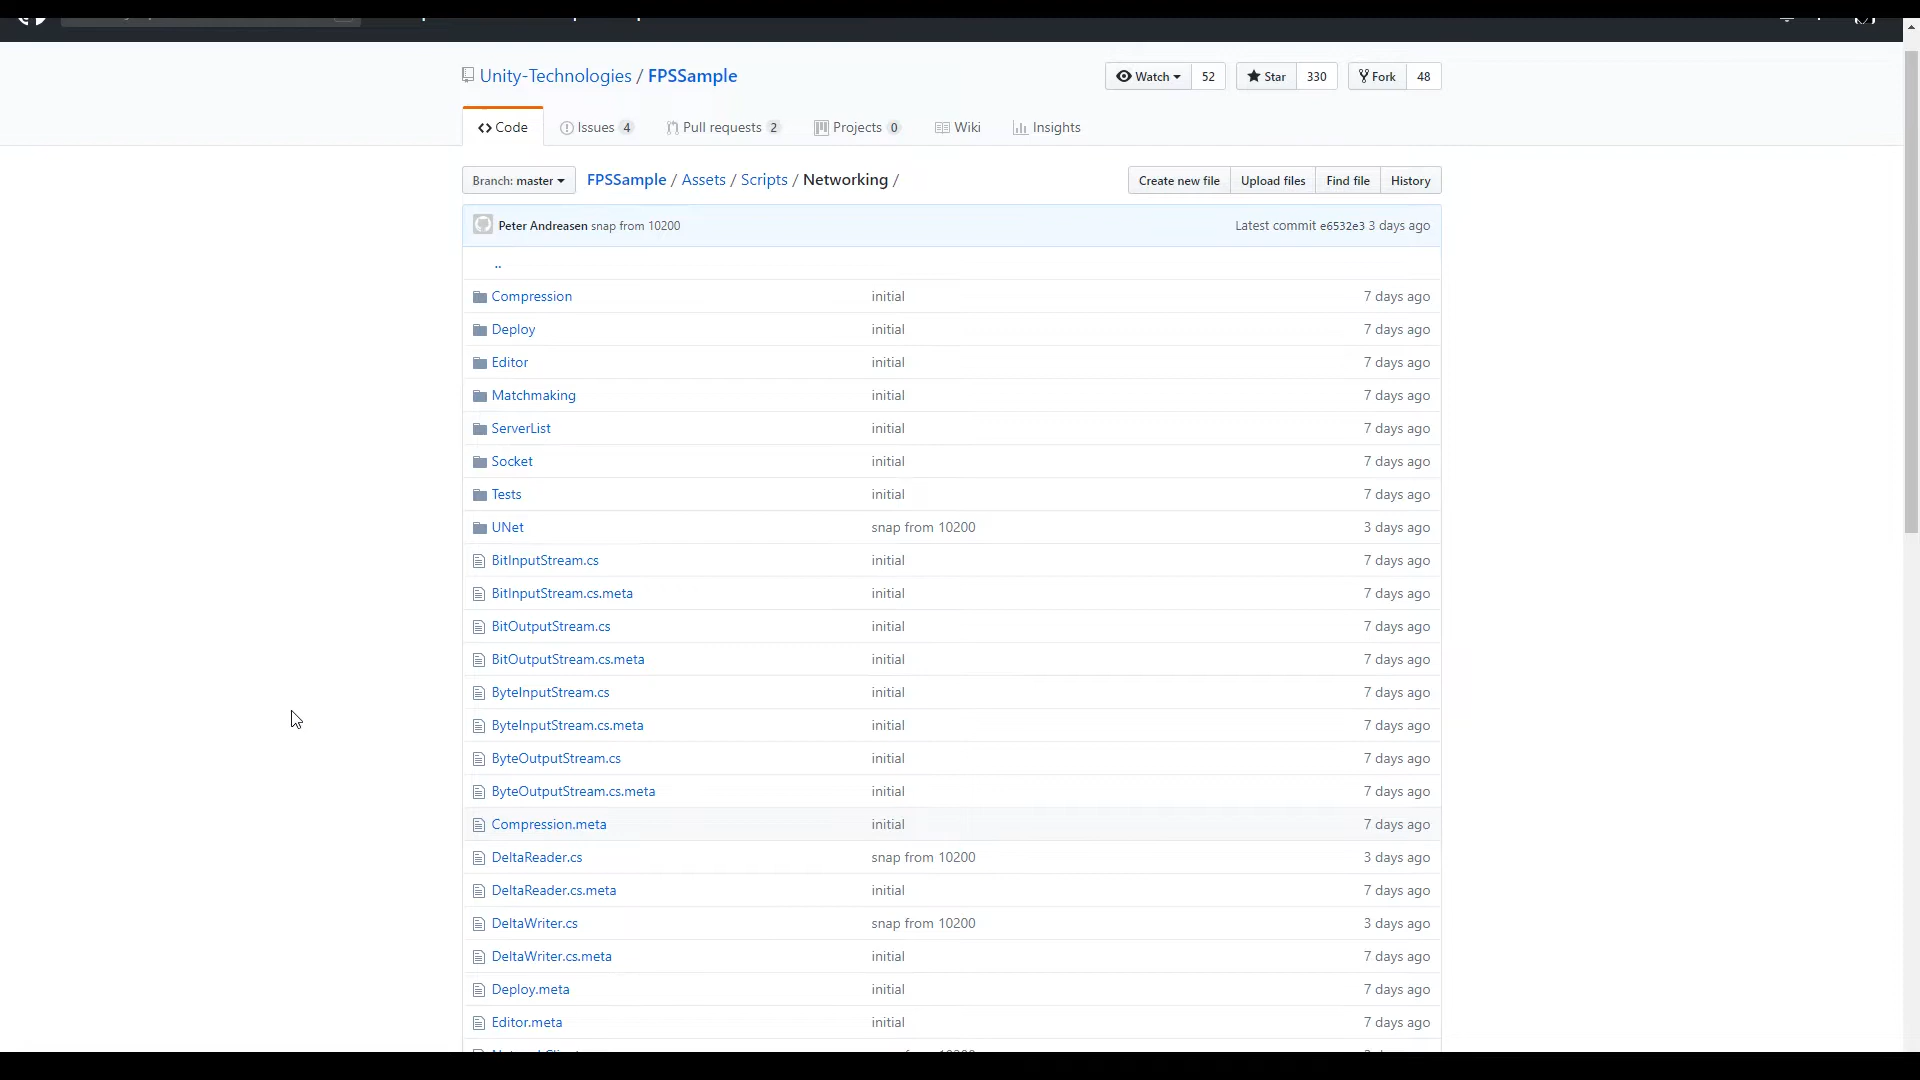 Unity-Technologies / FPSSample
Watch 52 Star 330 Fork 48
Code Issues 4 Pull requests 2 Projects 0 Wiki Insights
Branch: master FPSSample / Assets / Scripts / Networking / Create new file Upload files Find file History
Peter Andreasen snap from 10200 Latest commit e6532e3 3 days ago
..
Compression initial 7 days ago
Deploy initial 7 days ago
Editor initial 7 days ago
Matchmaking initial 7 days ago
ServerList initial 7 days ago
Socket initial 7 days ago
Tests initial 7 days ago
UNet snap from 10200 3 days ago
BitInputStream.cs initial 7 days ago
BitInputStream.cs.meta initial 7 days ago
BitOutputStream.cs initial 7 days ago
BitOutputStream.cs.meta initial 7 days ago
ByteInputStream.cs initial 7 days ago
ByteInputStream.cs.meta initial 7 days ago
ByteOutputStream.cs initial 7 days ago
ByteOutputStream.cs.meta initial 7 days ago
Compression.meta initial 7 days ago
DeltaReader.cs snap from 10200 3 days ago
DeltaReader.cs.meta initial 7 days ago
DeltaWriter.cs snap from 10200 3 days ago
DeltaWriter.cs.meta initial 7 days ago
Deploy.meta initial 7 days ago
Editor.meta initial 7 days ago